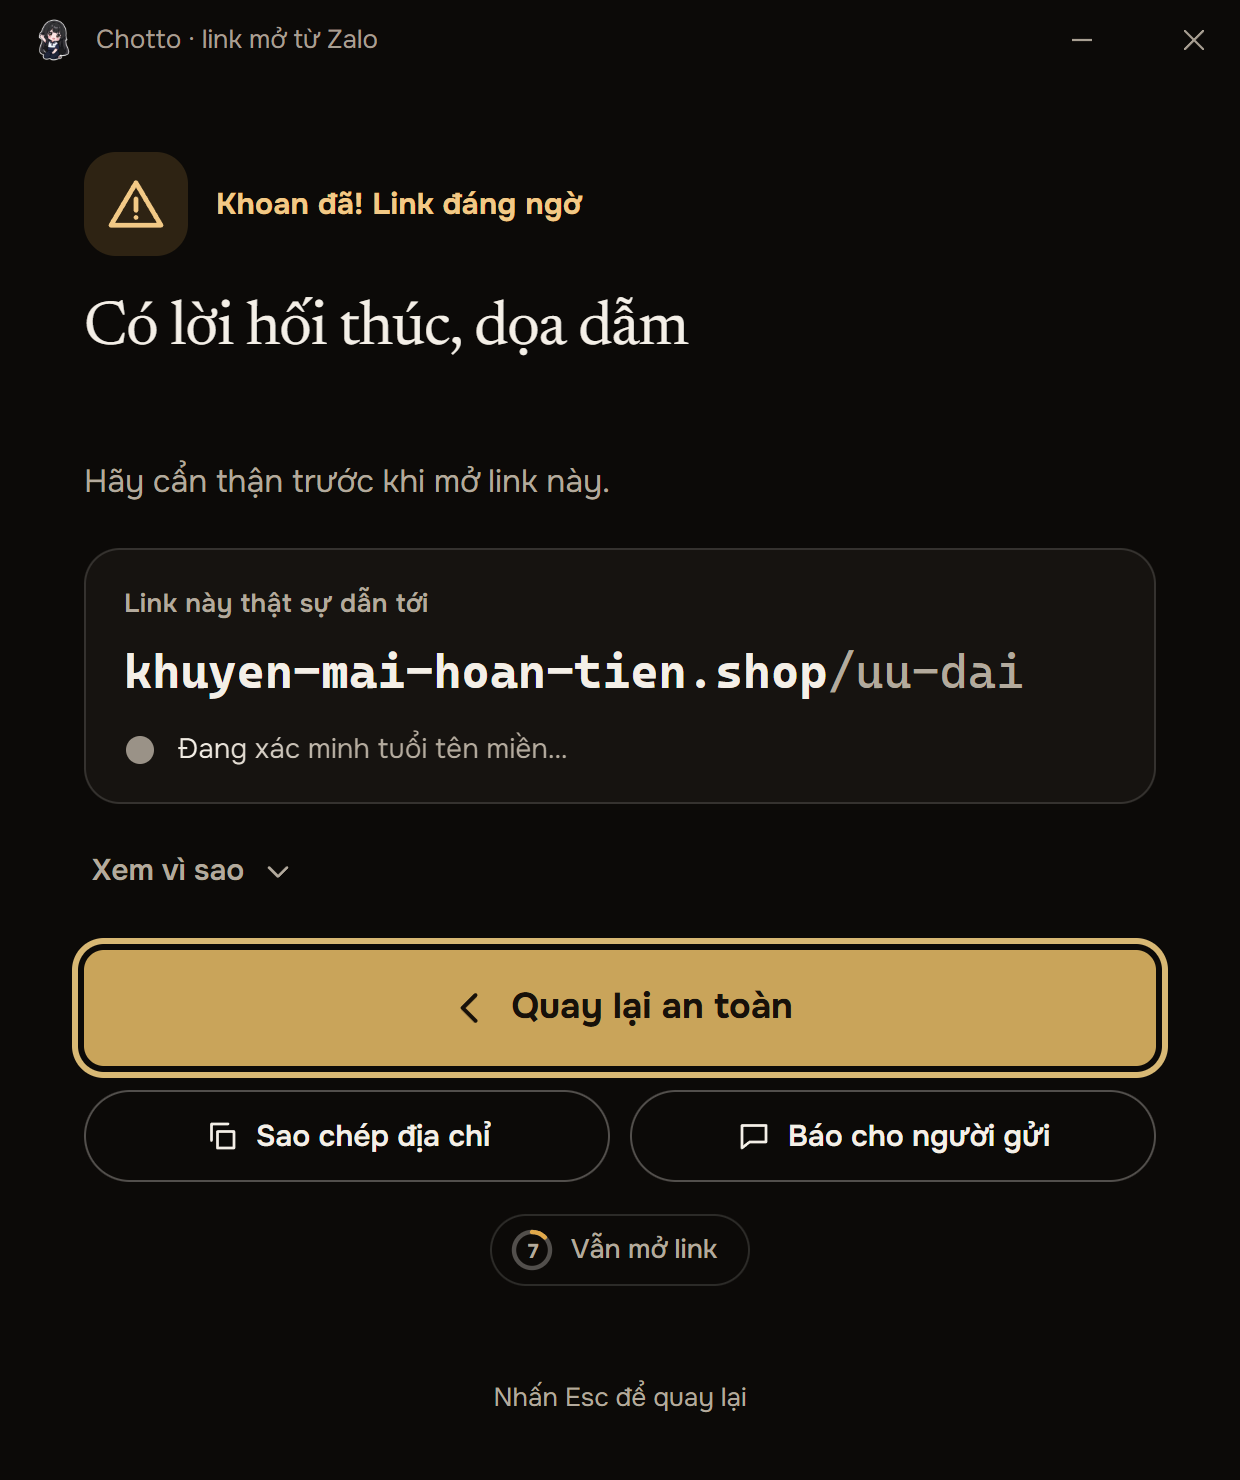 Chotto · link mở từ Zalo
Khoan đã! Link đáng ngờ
Có lời hối thúc, dọa dẫm
Hãy cẩn thận trước khi mở link này.
Link này thật sự dẫn tới
khuyen-mai-hoan-tien.shop/uu-dai
Đang xác minh tuổi tên miền...
Xem vì sao
Quay lại an toàn
Sao chép địa chỉ
Báo cho người gửi
7 Vẫn mở link
Nhấn Esc để quay lại